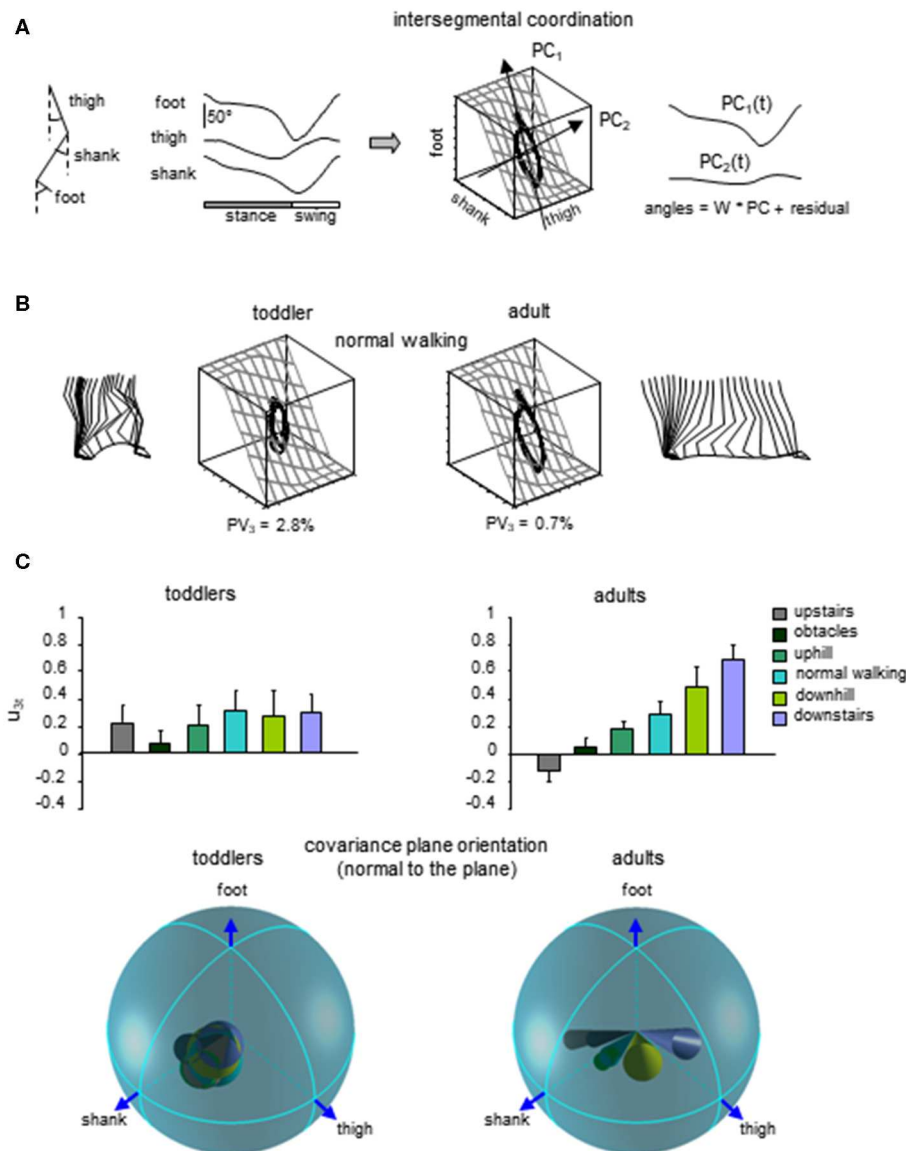 A
intersegmental coordination
thigh
shank
foot
foot
50°
thigh
shank
stance
swing
PC1
PC2
foot
shank
thigh
PC1(t)
PC2(t)
angles = W * PC + residual
B
toddler
adult
normal walking
PV3 = 2.8%
PV3 = 0.7%
C
toddlers
adults
u3t
1
0.8
0.6
0.4
0.2
0
-0.2
-0.4
1
0.8
0.6
0.4
0.2
0
-0.2
-0.4
upstairs
obtacles
uphill
normal walking
downhill
downstairs
covariance plane orientation
(normal to the plane)
toddlers
adults
foot
shank
thigh
foot
shank
thigh